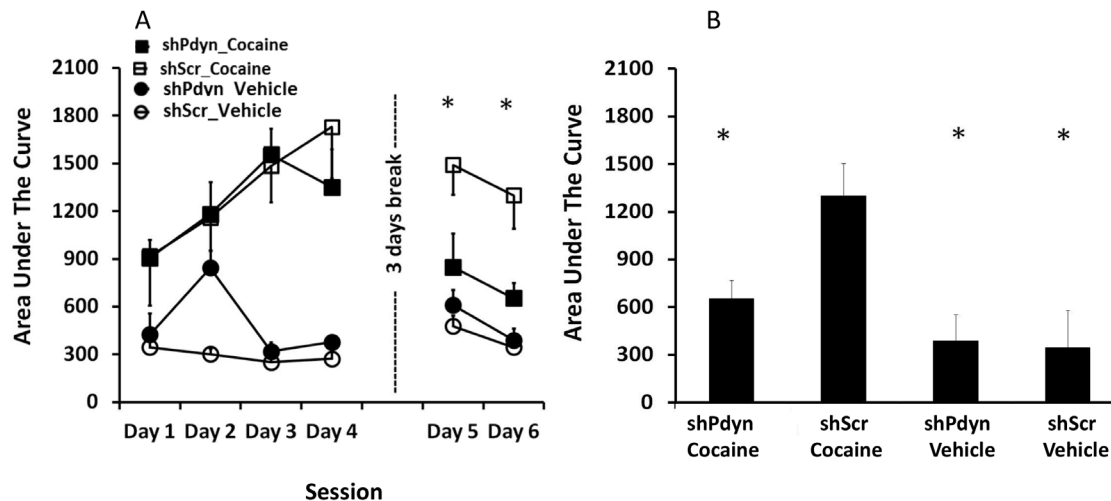 A
shPdyn_Cocaine
shScr_Cocaine
shPdyn_Vehicle
shScr_Vehicle
2100
1800
1500
1200
900
600
300
0
Area Under The Curve
* *
3 days break
Day 1 Day 2 Day 3 Day 4 Day 5 Day 6
Session
B
2100
1800
1500
1200
900
600
300
0
Area Under The Curve
* * *
shPdyn shScr shPdyn shScr
Cocaine Cocaine Vehicle Vehicle